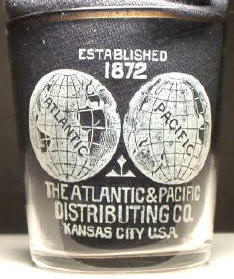 ESTABLISHED
1872
ATLANTIC
PACIFIC
THE ATLANTIC & PACIFIC
DISTRIBUTING CO.
KANSAS CITY U.S.A.